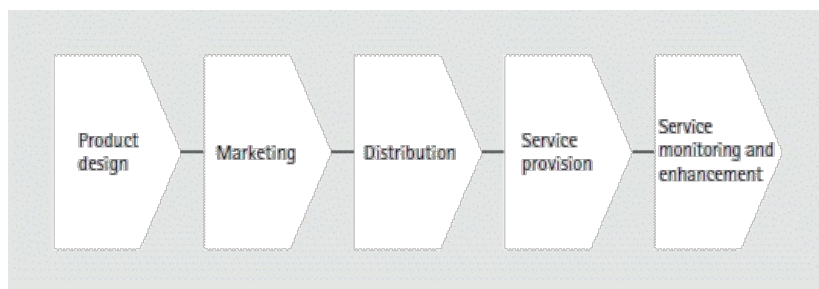 Product
design
Marketing
Distribution
Service
provision
Service
monitoring and
enhancement